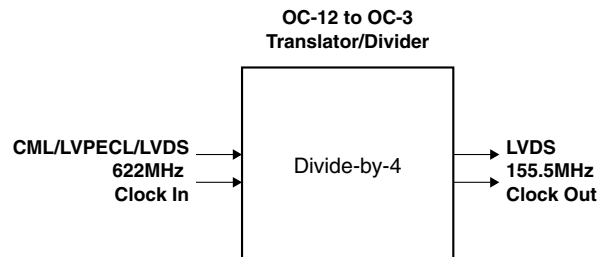 OC-12 to OC-3
Translator/Divider
CML/LVPECL/LVDS
622MHz
Clock In
Divide-by-4
LVDS
155.5MHz
Clock Out